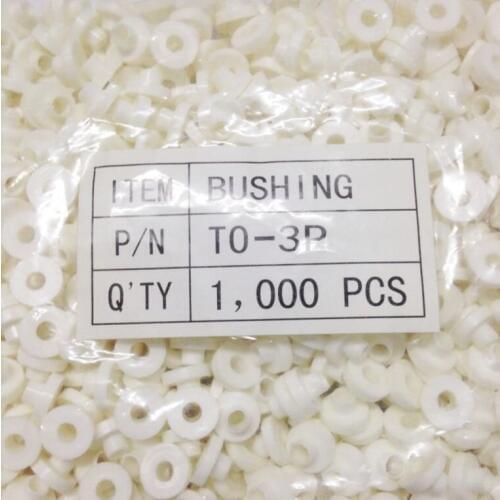 ITEM BUSHING
P/N TO-3P
Q'TY 1,000 PCS